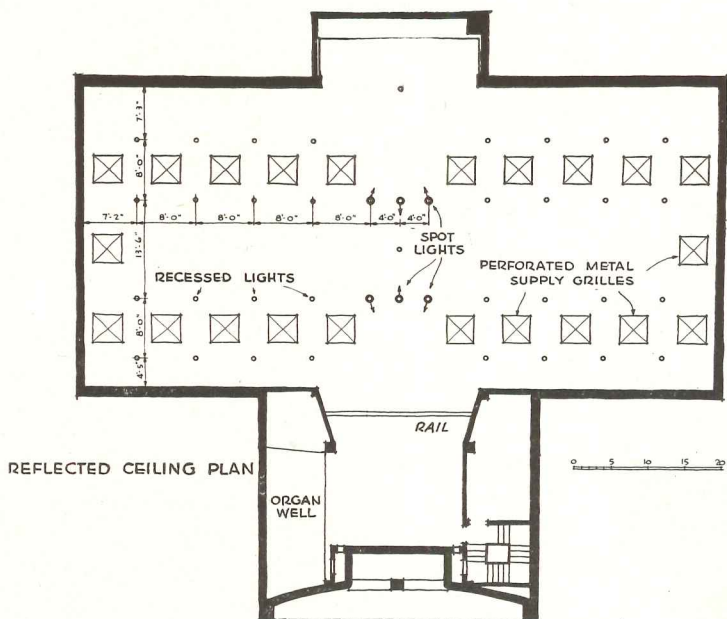 7'-3"
8'-0"
7'-2"
8'-0"
8'-0"
8'-0"
8'-0"
4'-0"
4'-0"
13'-6"
SPOT
LIGHTS
RECESSED LIGHTS
PERFORATED METAL
SUPPLY GRILLES
8'-0"
4'-5"
RAIL
REFLECTED CEILING PLAN
0 5 10 15 20
ORGAN
WELL